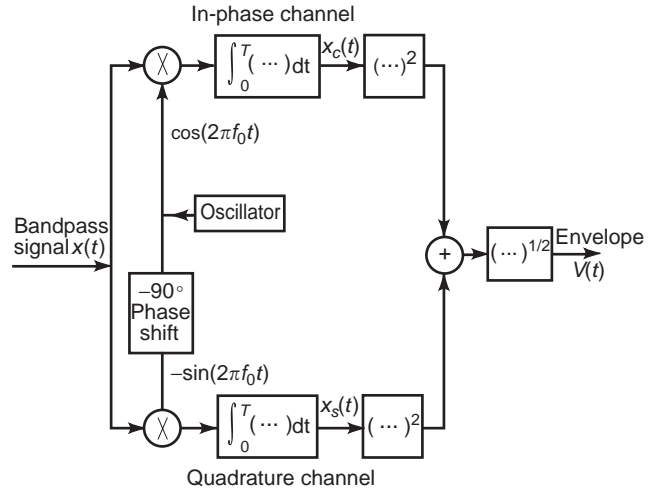 In-phase channel
∫₀ᵀ(⋯)dt
x_c(t)
(⋯)²
cos(2πf₀t)
Oscillator
Bandpass
signal x(t)
−90°
Phase
shift
+
(⋯)^1/2
Envelope
V(t)
−sin(2πf₀t)
∫₀ᵀ(⋯)dt
x_s(t)
(⋯)²
Quadrature channel